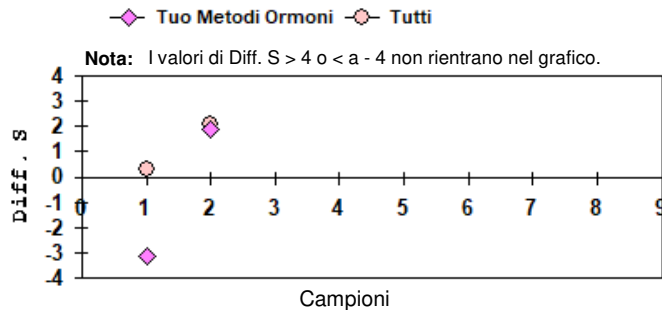 Tuo Metodi Ormoni Tutti
Nota: I valori di Diff. S > 4 o < a - 4 non rientrano nel grafico.
4
3
2
1
0
-1
-2
-3
-4
Diff. S
0 1 2 3 4 5 6 7 8 9
Campioni